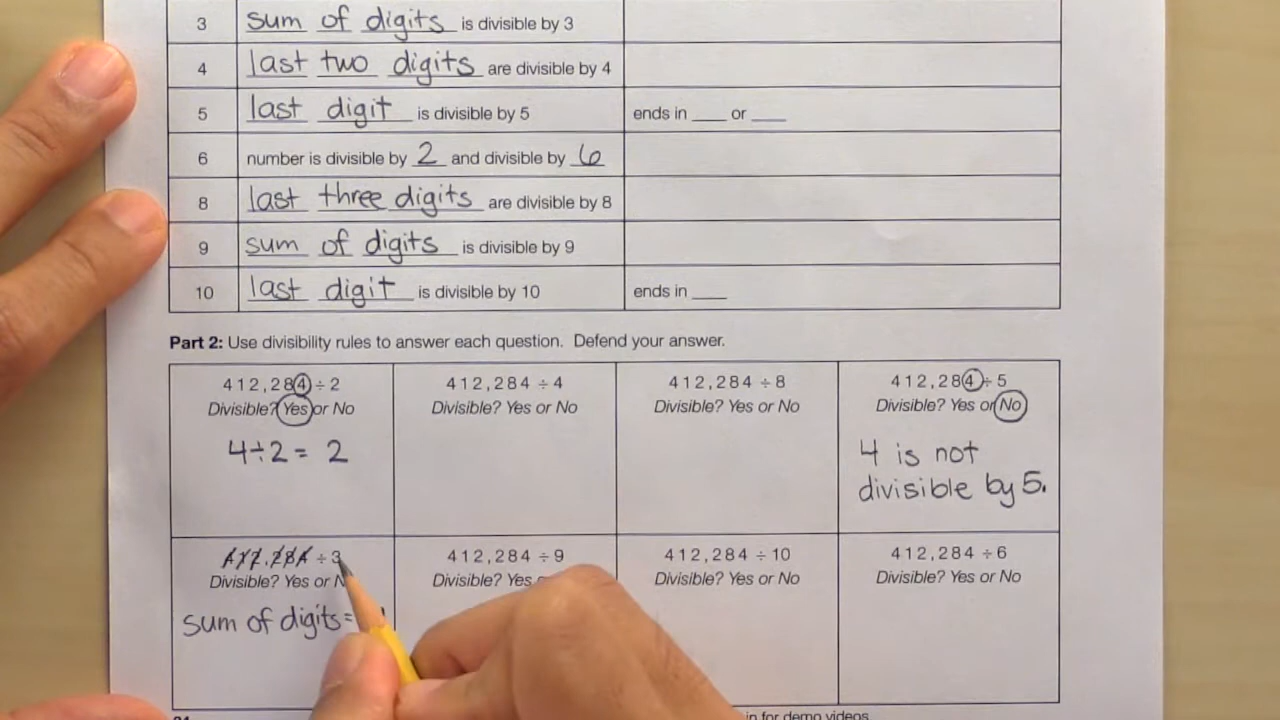 3 sum of digits is divisible by 3
4 last two digits are divisible by 4
5 last digit is divisible by 5 ends in ___ or ___
6 number is divisible by 2 and divisible by 6
8 last three digits are divisible by 8
9 sum of digits is divisible by 9
10 last digit is divisible by 10 ends in ___
Part 2: Use divisibility rules to answer each question. Defend your answer.
412,284 ÷ 2
Divisible? Yes or No
4÷2 = 2
412,284 ÷ 4
Divisible? Yes or No
412,284 ÷ 8
Divisible? Yes or No
412,284 ÷ 5
Divisible? Yes or No
4 is not
divisible by 5.
412,284 ÷ 3
Divisible? Yes or
sum of digits =
412,284 ÷ 9
Divisible? Yes
412,284 ÷ 10
Divisible? Yes or No
412,284 ÷ 6
Divisible? Yes or No
in for demo videos